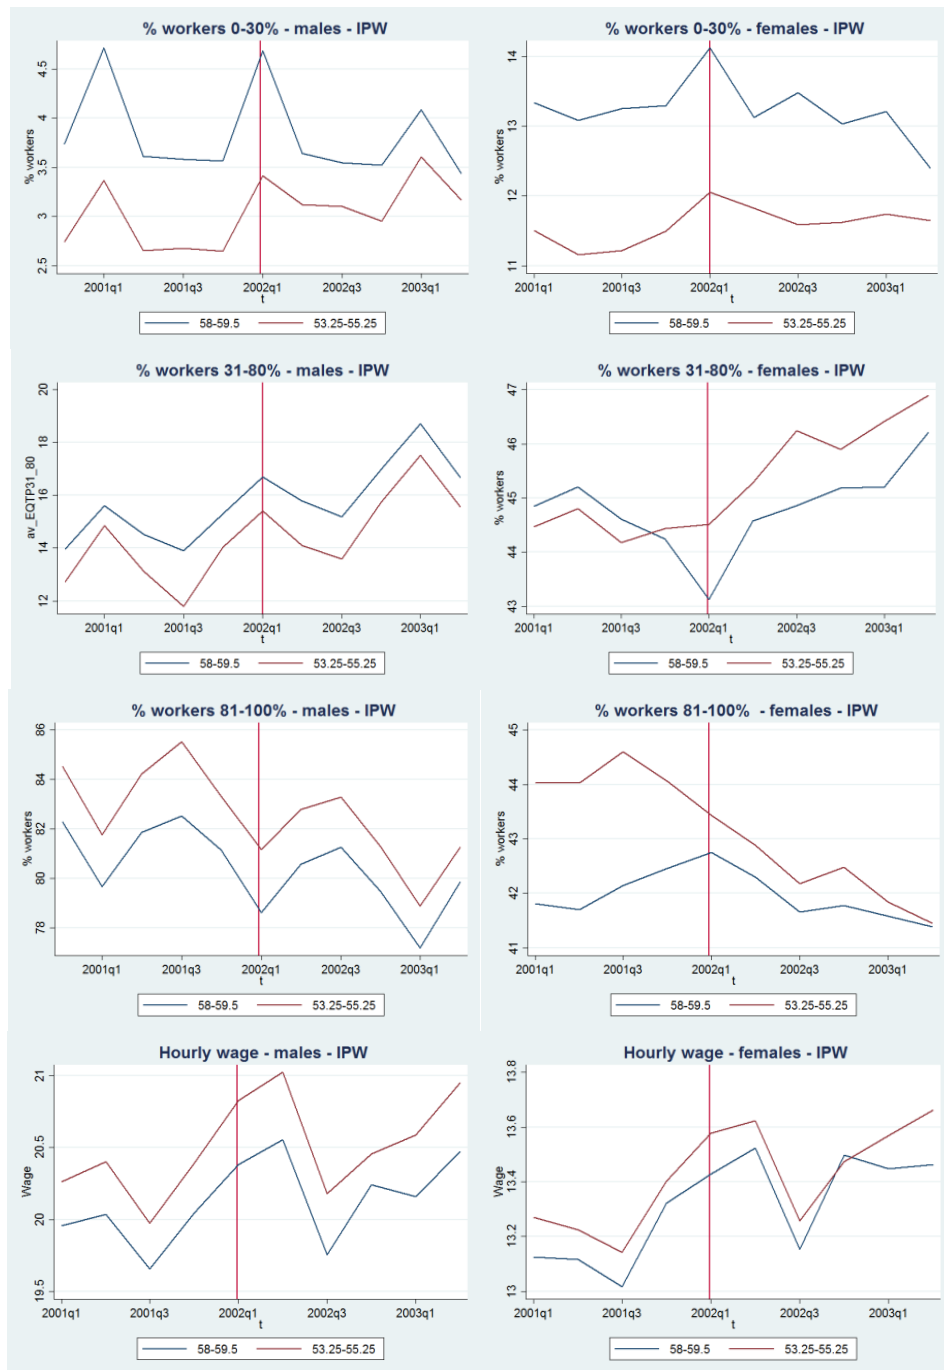 % workers 0-30% - males - IPW
% workers
4.5
4
3.5
3
2.5
2001q1 2001q3 2002q1 2002q3 2003q1
t
58-59.5 53.25-55.25
% workers 0-30% - females - IPW
% workers
14
13
12
11
2001q1 2001q3 2002q1 2002q3 2003q1
t
58-59.5 53.25-55.25
% workers 31-80% - males - IPW
av_EQTP31_80
20
18
16
14
12
2001q1 2001q3 2002q1 2002q3 2003q1
t
58-59.5 53.25-55.25
% workers 31-80% - females - IPW
% workers
47
46
45
44
43
2001q1 2001q3 2002q1 2002q3 2003q1
t
58-59.5 53.25-55.25
% workers 81-100% - males - IPW
% workers
86
84
82
80
78
2001q1 2001q3 2002q1 2002q3 2003q1
t
58-59.5 53.25-55.25
% workers 81-100% - females - IPW
% workers
45
44
43
42
41
2001q1 2001q3 2002q1 2002q3 2003q1
t
58-59.5 53.25-55.25
Hourly wage - males - IPW
Wage
21
20.5
20
19.5
2001q1 2001q3 2002q1 2002q3 2003q1
t
58-59.5 53.25-55.25
Hourly wage - females - IPW
Wage
13.8
13.6
13.4
13.2
13
2001q1 2001q3 2002q1 2002q3 2003q1
t
58-59.5 53.25-55.25